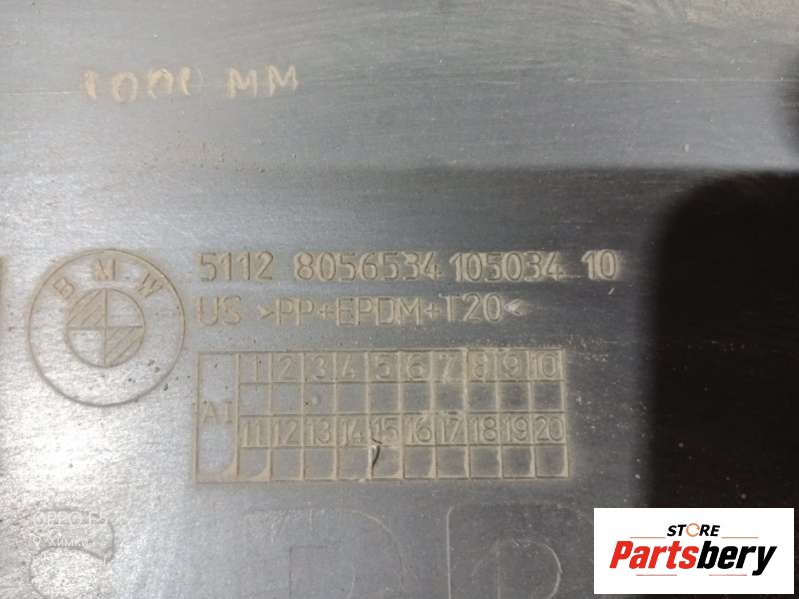 1000 MM
BMW
5112 8056534 105034 10
US >PP+EPDM+T20<
1 2 3 4 5 6 7 8 9 10
AI
11 12 13 14 15 16 17 18 19 20
STORE
Partsbery